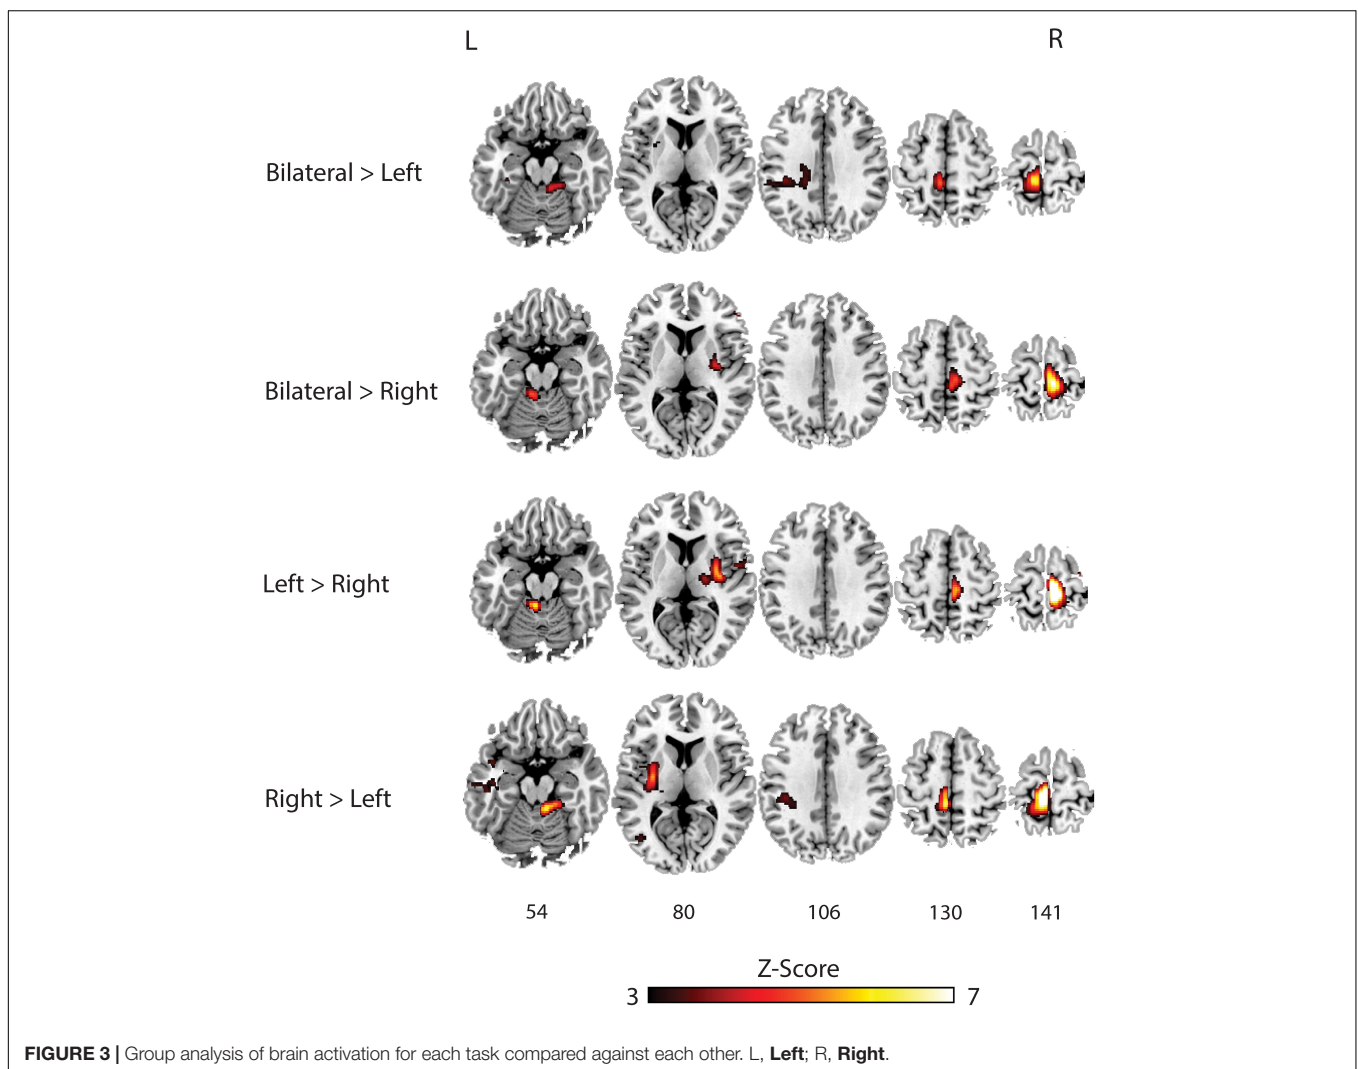 L R
Bilateral > Left
Bilateral > Right
Left > Right
Right > Left
54 80 106 130 141
Z-Score
3 7
FIGURE 3 | Group analysis of brain activation for each task compared against each other. L, Left; R, Right.